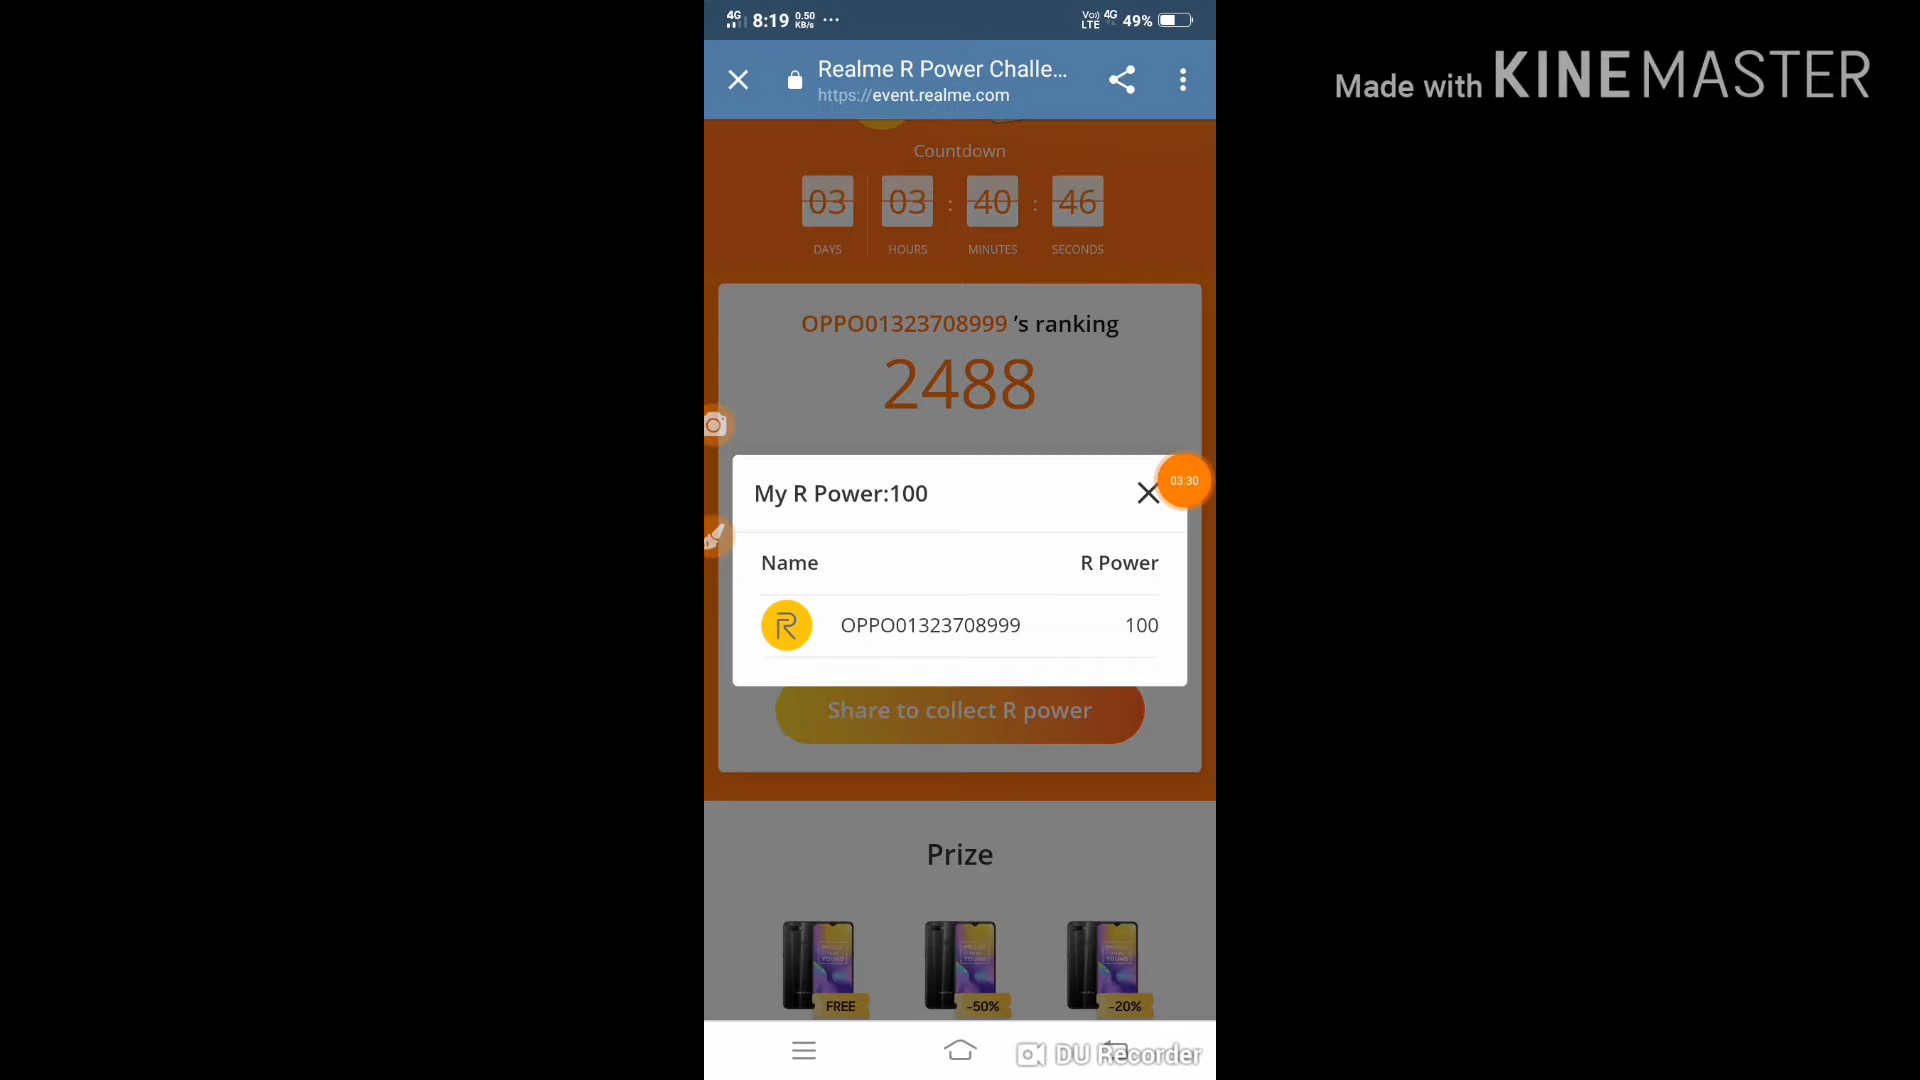 4G 8:19 0.50 KB/s ... Vo) LTE 4G 49%
Made with KINEMASTER
Realme R Power Challe...
https://event.realme.com
Countdown
03 03 : 40 : 46
DAYS HOURS MINUTES SECONDS
OPPO01323708999 's ranking
2488
My R Power:100
03:30
Name R Power
R OPPO01323708999 100
Share to collect R power
Prize
FREE -50% -20%
DU Recorder